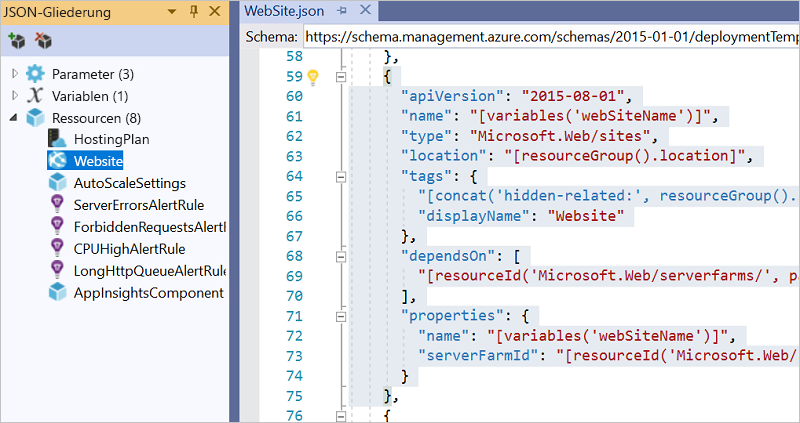 JSON-Gliederung
Parameter (3)
Variablen (1)
Ressourcen (8)
HostingPlan
Website
AutoScaleSettings
ServerErrorsAlertRule
ForbiddenRequestsAlertI
CPUHighAlertRule
LongHttpQueueAlertRule
AppInsightsComponent
WebSite.json
Schema: https://schema.management.azure.com/schemas/2015-01-01/deploymentTemp
58 },
59 {
60 "apiVersion": "2015-08-01",
61 "name": "[variables('webSiteName')]",
62 "type": "Microsoft.Web/sites",
63 "location": "[resourceGroup().location]",
64 "tags": {
65 "[concat('hidden-related:', resourceGroup().
66 "displayName": "Website"
67 },
68 "dependsOn": [
69 "[resourceId('Microsoft.Web/serverfarms/', p
70 ],
71 "properties": {
72 "name": "[variables('webSiteName')]",
73 "serverFarmId": "[resourceId('Microsoft.Web/
74 }
75 },
76 {